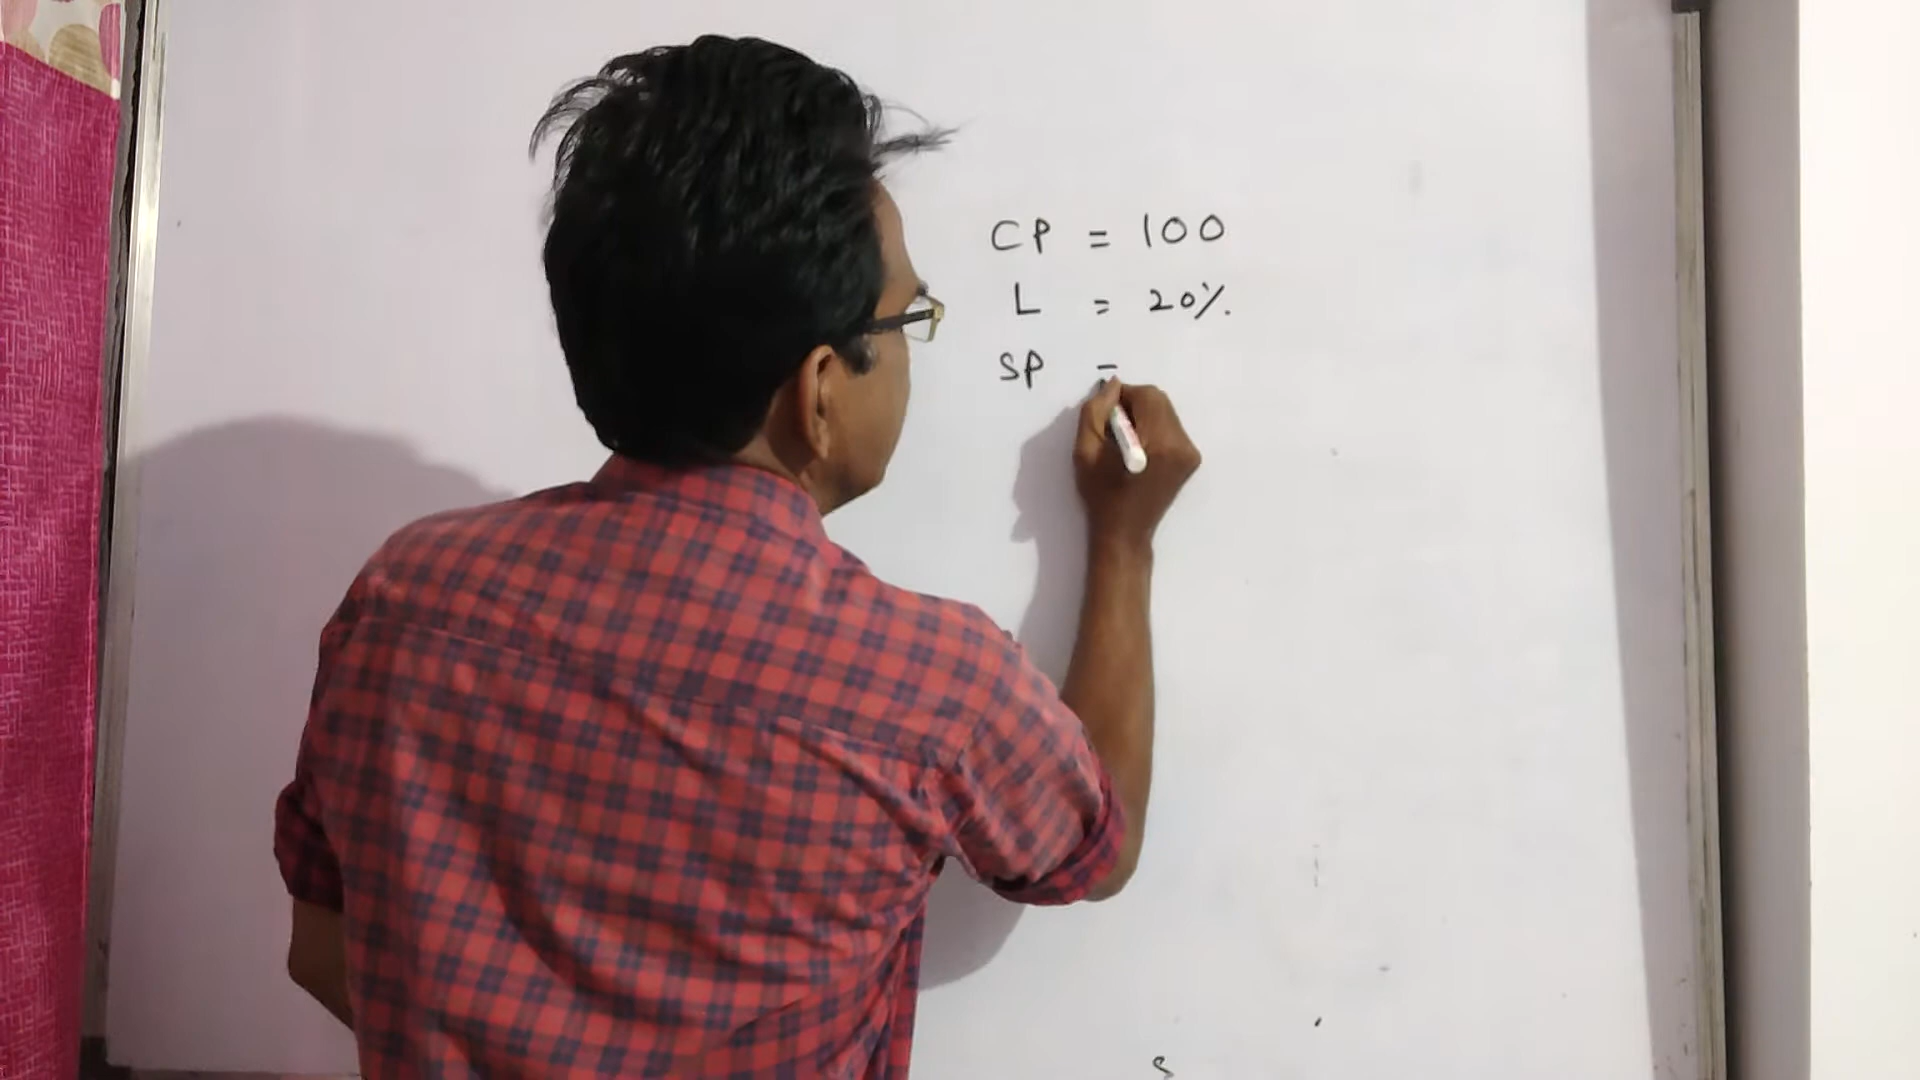 CP = 100
L = 20%.
SP =